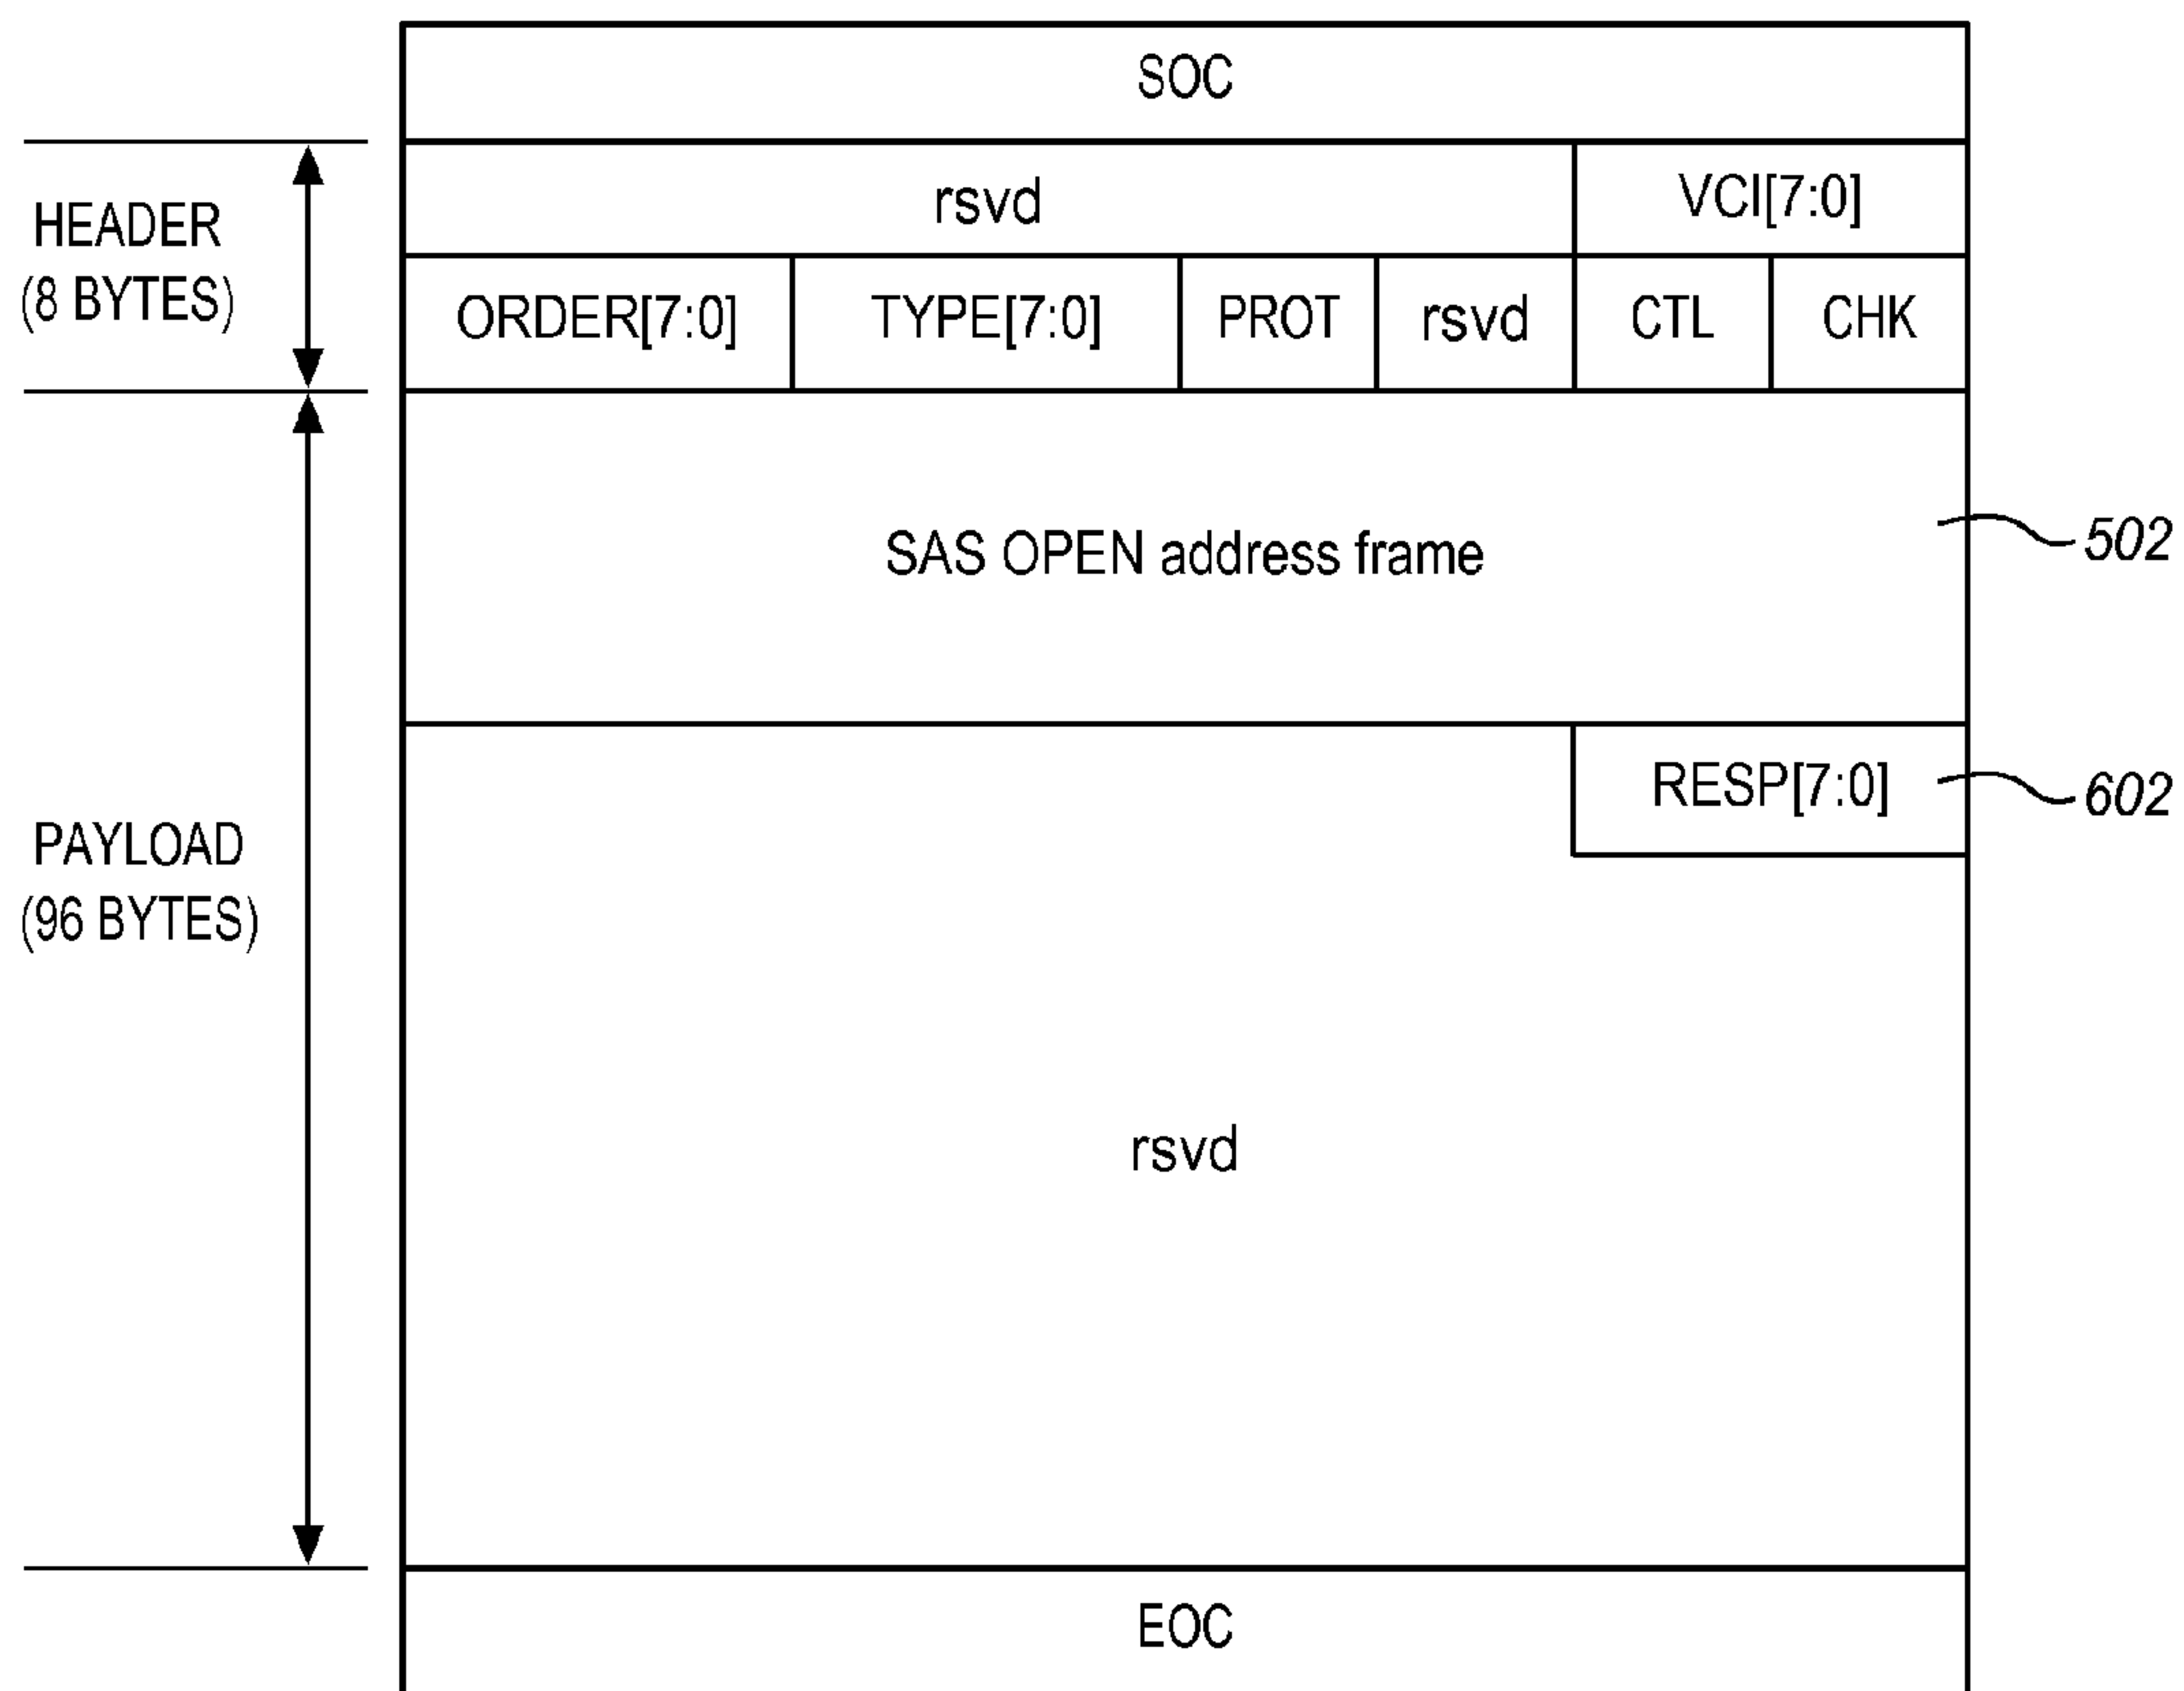 SOC
HEADER
(8 BYTES)
rsvd
VCI[7:0]
ORDER[7:0]
TYPE[7:0]
PROT
rsvd
CTL
CHK
SAS OPEN address frame
502
RESP[7:0]
602
PAYLOAD
(96 BYTES)
rsvd
EOC